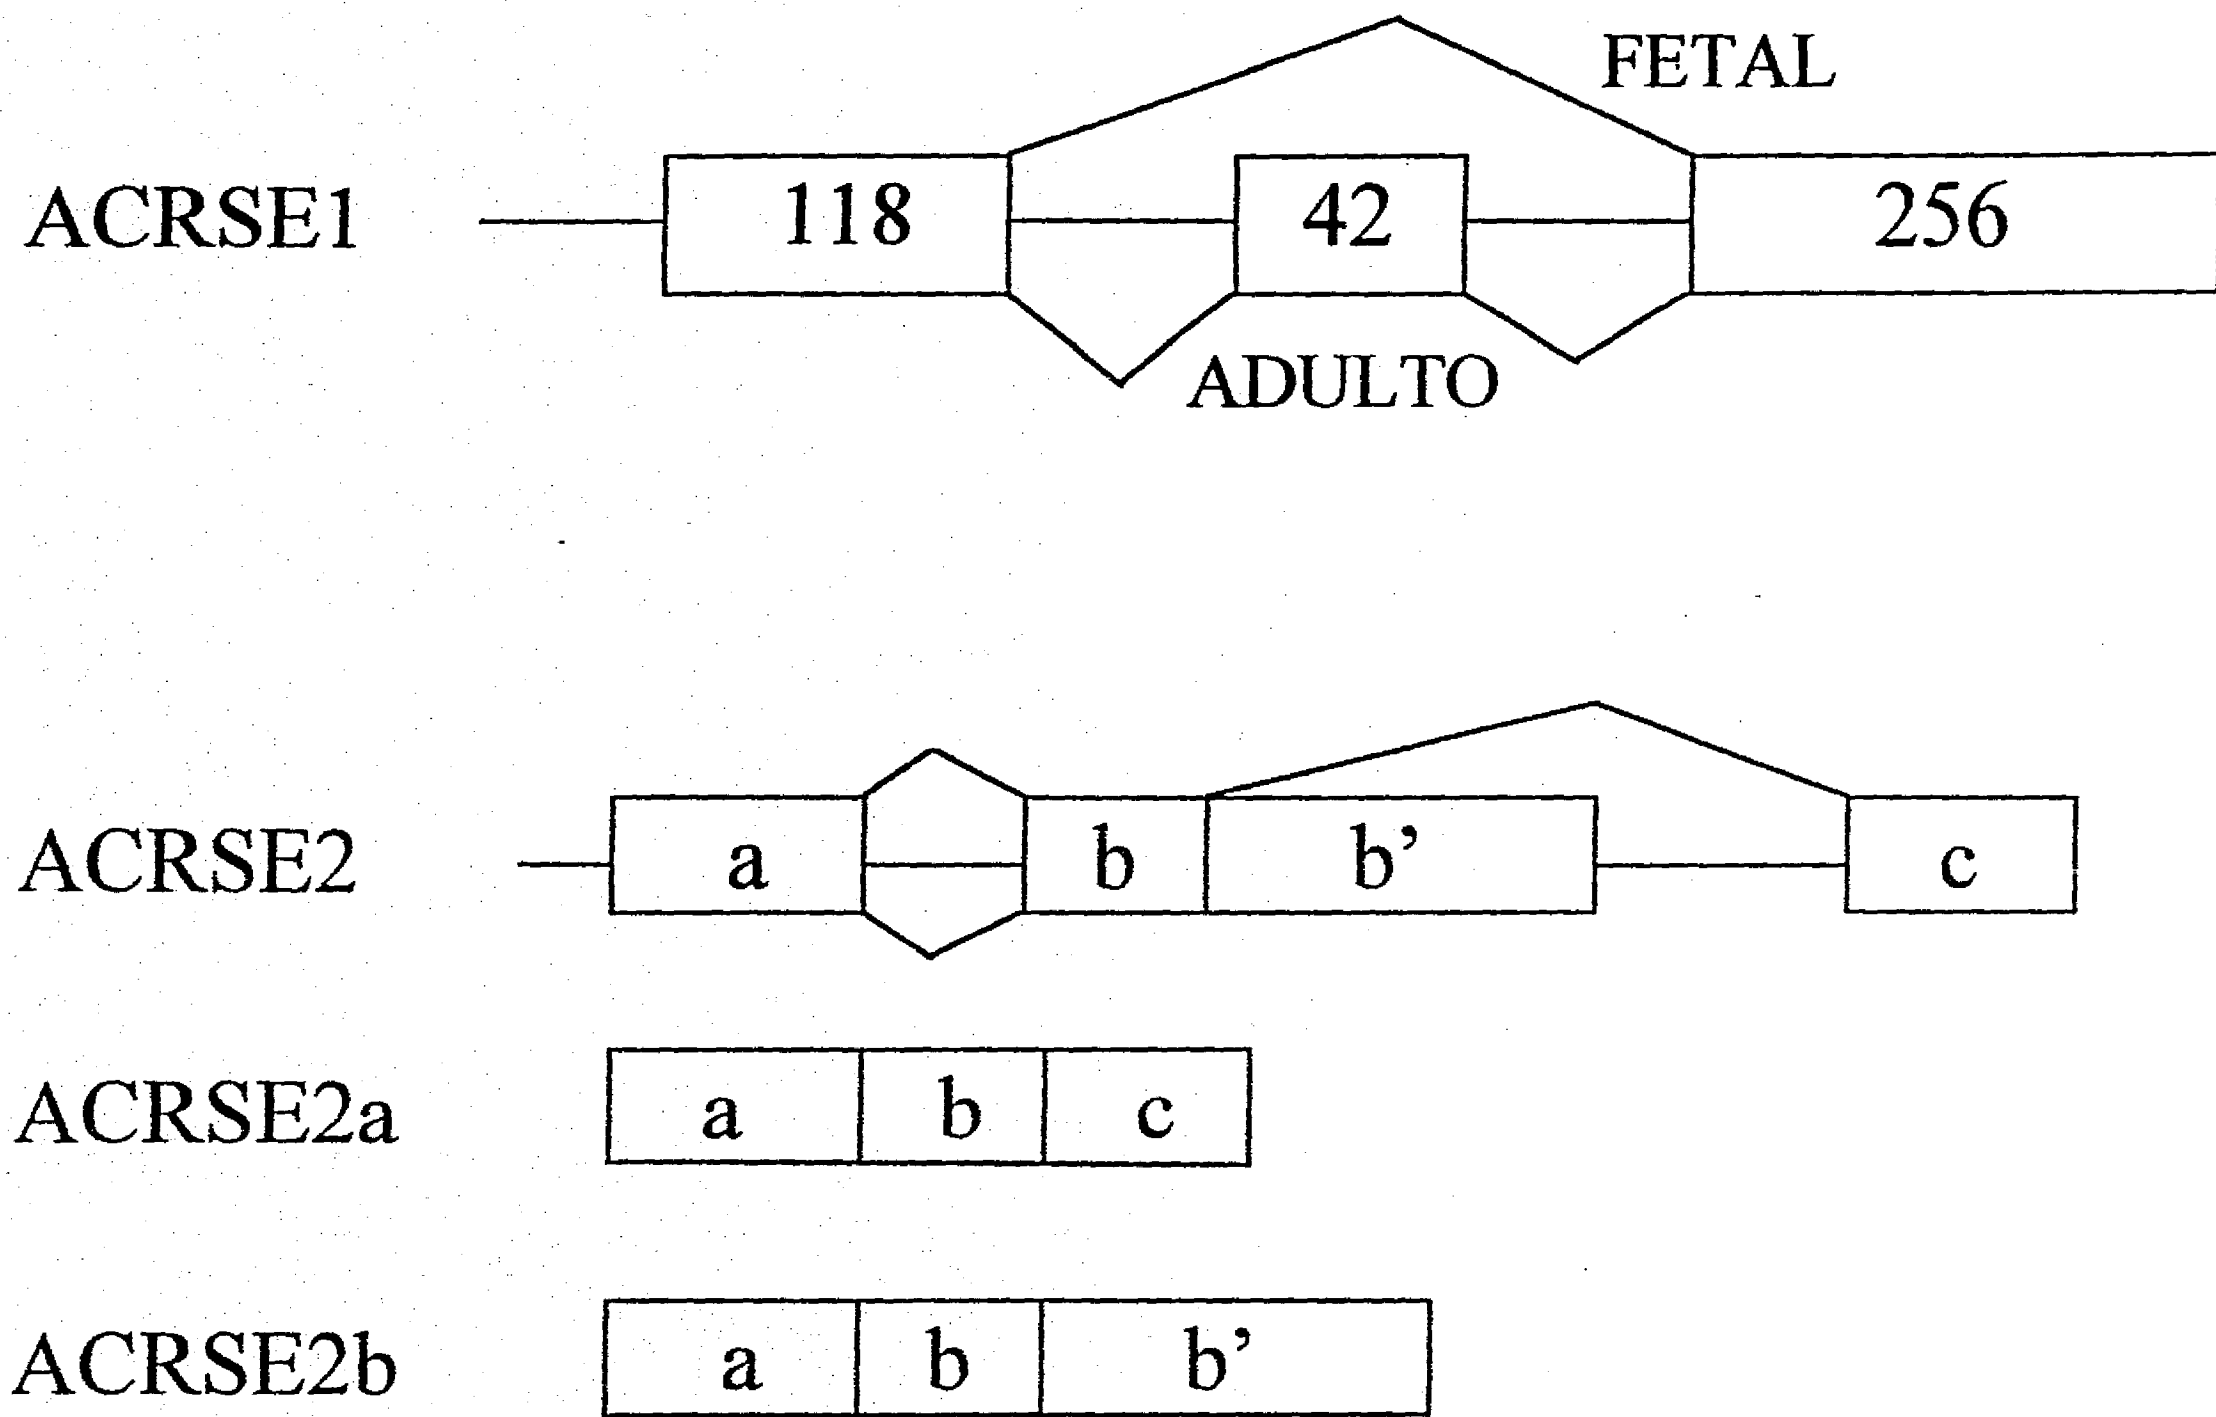 FETAL
ACRSE1 118 42 256
ADULTO
ACRSE2 a b b’ c
ACRSE2a a b c
ACRSE2b a b b’